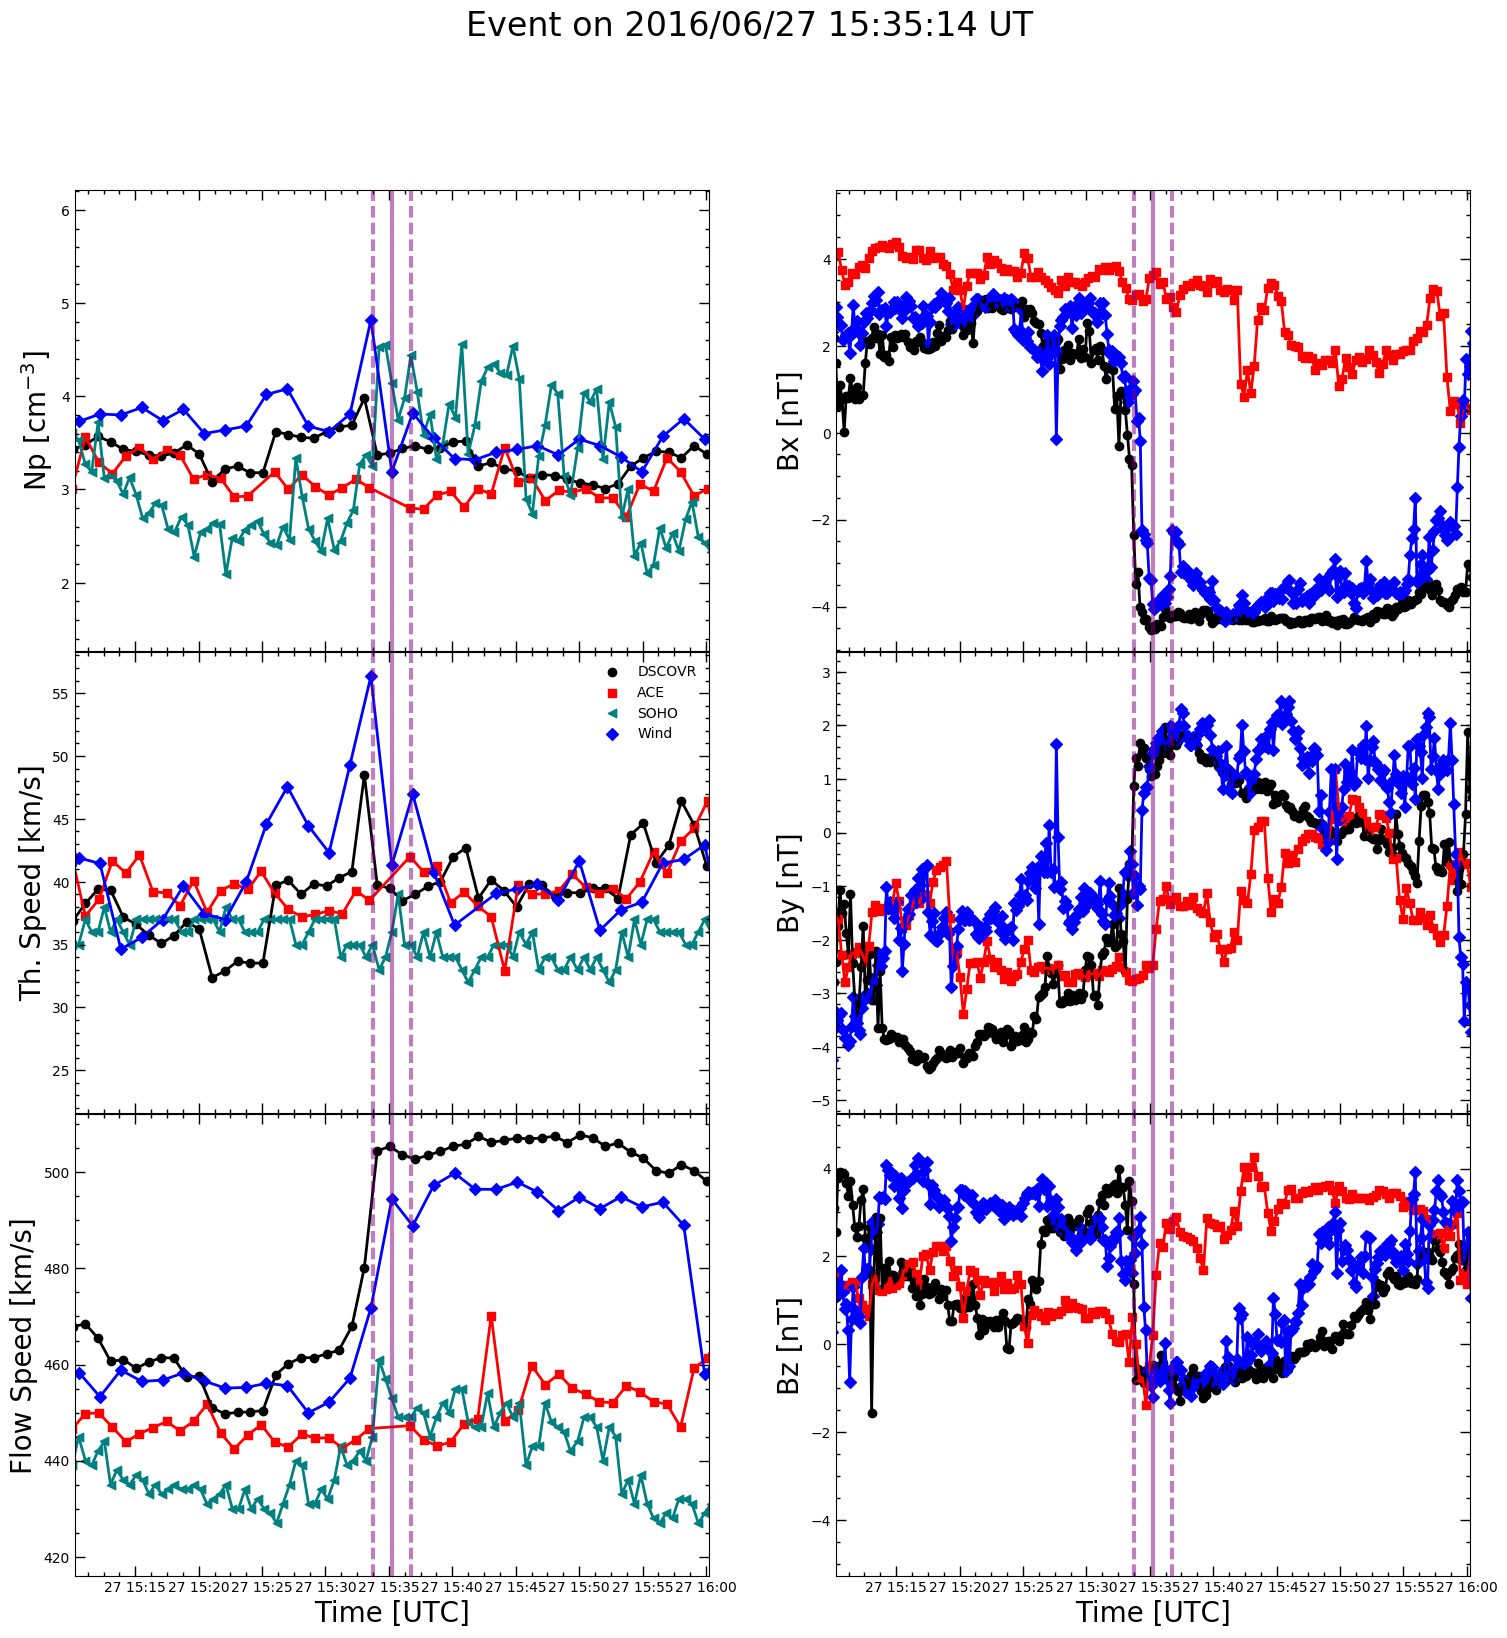 Event on 2016/06/27 15:35:14 UT
Np [cm⁻³]
6
5
4
3
2
Th. Speed [km/s]
55
50
45
40
35
30
25
DSCOVR
ACE
SOHO
Wind
Flow Speed [km/s]
500
480
460
440
420
27 15:15 27 15:20 27 15:25 27 15:30 27 15:35 27 15:40 27 15:45 27 15:50 27 15:55 27 16:00
Time [UTC]
Bx [nT]
4
2
0
−2
−4
By [nT]
3
2
1
0
−1
−2
−3
−4
−5
Bz [nT]
4
2
0
−2
−4
27 15:15 27 15:20 27 15:25 27 15:30 27 15:35 27 15:40 27 15:45 27 15:50 27 15:55 27 16:00
Time [UTC]